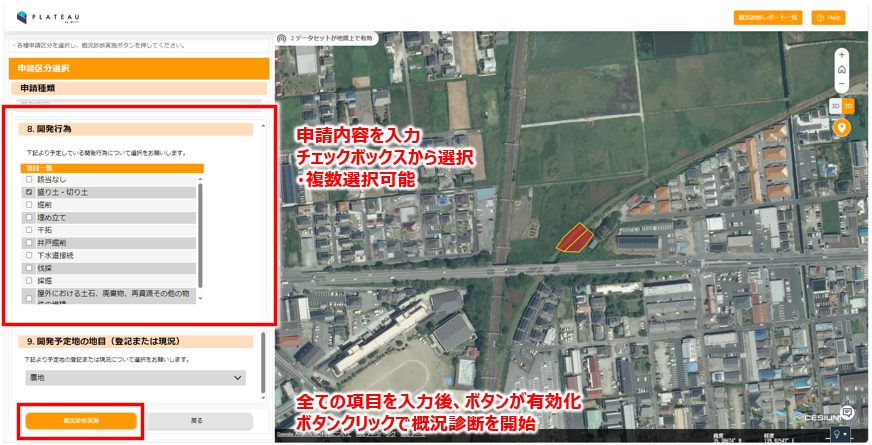 PLATEAU
by MLIT
概況診断レポート一覧
Help
・各種申請区分を選択し、概況診断実施ボタンを押してください。
2 データセットが地図上で有効
申請区分選択
申請種類
8. 開発行為
下記より予定している開発行為について選択をお願いします。
項目一覧
該当なし
盛り土・切り土
掘削
埋め立て
干拓
井戸掘削
下水道接続
伐採
採掘
屋外における土石、廃棄物、再資源その他の物
件の堆積
9. 開発予定地の地目（登記または現況）
下記より予定地の登記または現況について選択をお願いします。
農地
概況診断実施
戻る
申請内容を入力
チェックボックスから選択
・複数選択可能
全ての項目を入力後、ボタンが有効化
ボタンクリックで概況診断を開始
3D
2D
CESIUM
緯度
経度